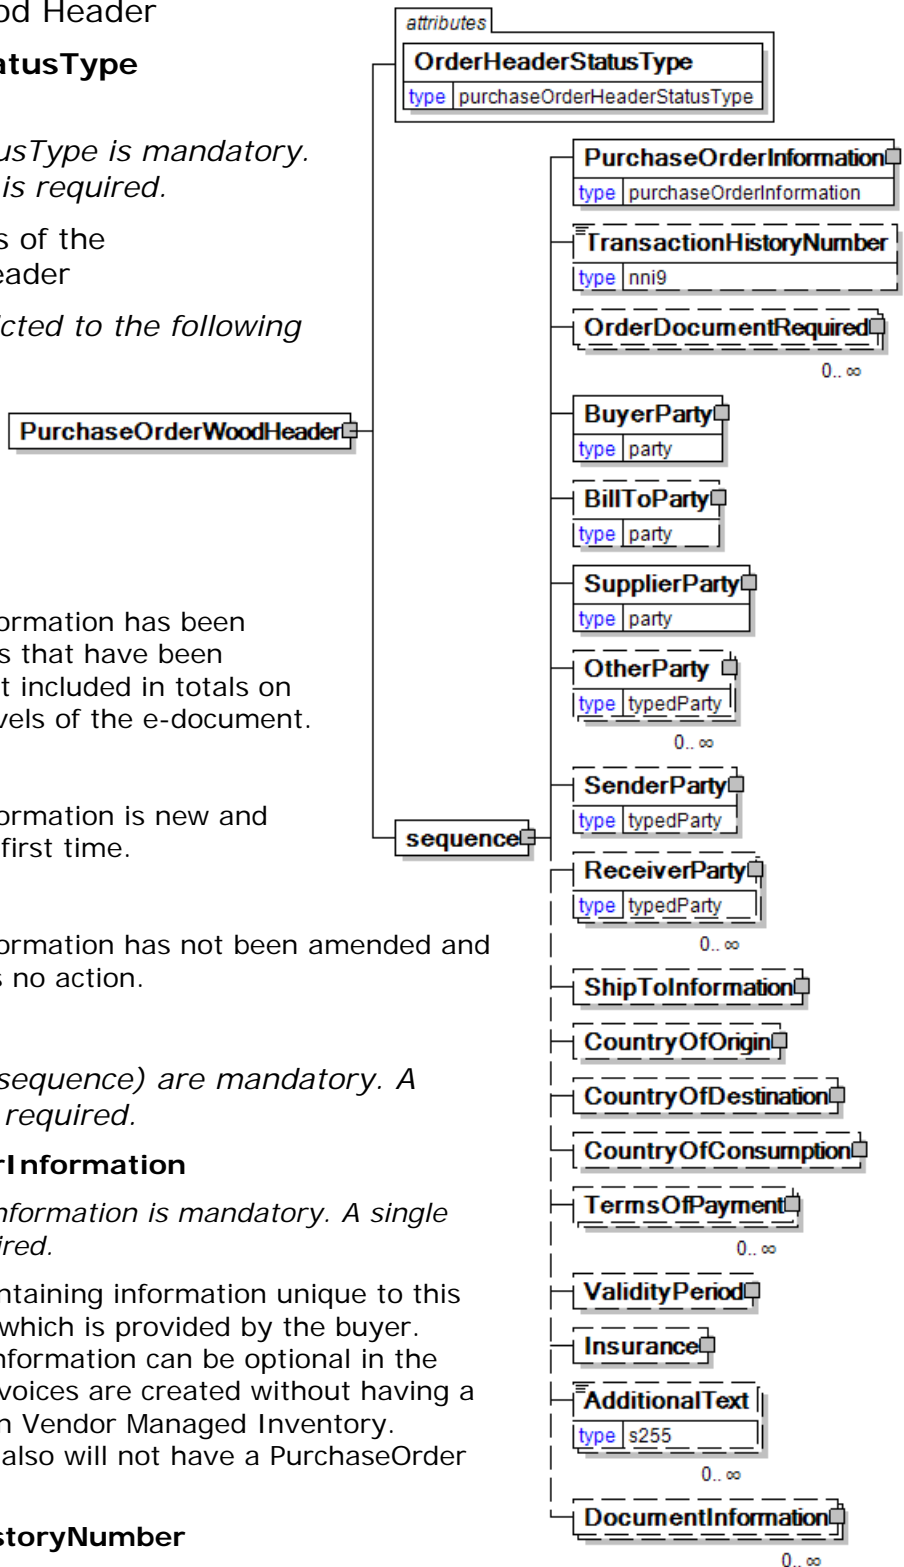 od Header
atusType
usType is mandatory.
is required.
s of the
eader
icted to the following
ormation has been
s that have been
t included in totals on
vels of the e-document.
ormation is new and
first time.
ormation has not been amended and
s no action.
sequence) are mandatory. A
required.
rInformation
nformation is mandatory. A single
ired.
ntaining information unique to this
which is provided by the buyer.
nformation can be optional in the
voices are created without having a
n Vendor Managed Inventory.
also will not have a PurchaseOrder
storyNumber
PurchaseOrderWoodHeader
attributes
OrderHeaderStatusType
type purchaseOrderHeaderStatusType
sequence
PurchaseOrderInformation
type purchaseOrderInformation
TransactionHistoryNumber
type nni9
OrderDocumentRequired
0.. ∞
BuyerParty
type party
BillToParty
type party
SupplierParty
type party
OtherParty
type typedParty
0.. ∞
SenderParty
type typedParty
ReceiverParty
type typedParty
0.. ∞
ShipToInformation
CountryOfOrigin
CountryOfDestination
CountryOfConsumption
TermsOfPayment
0.. ∞
ValidityPeriod
Insurance
AdditionalText
type s255
0.. ∞
DocumentInformation
0.. ∞